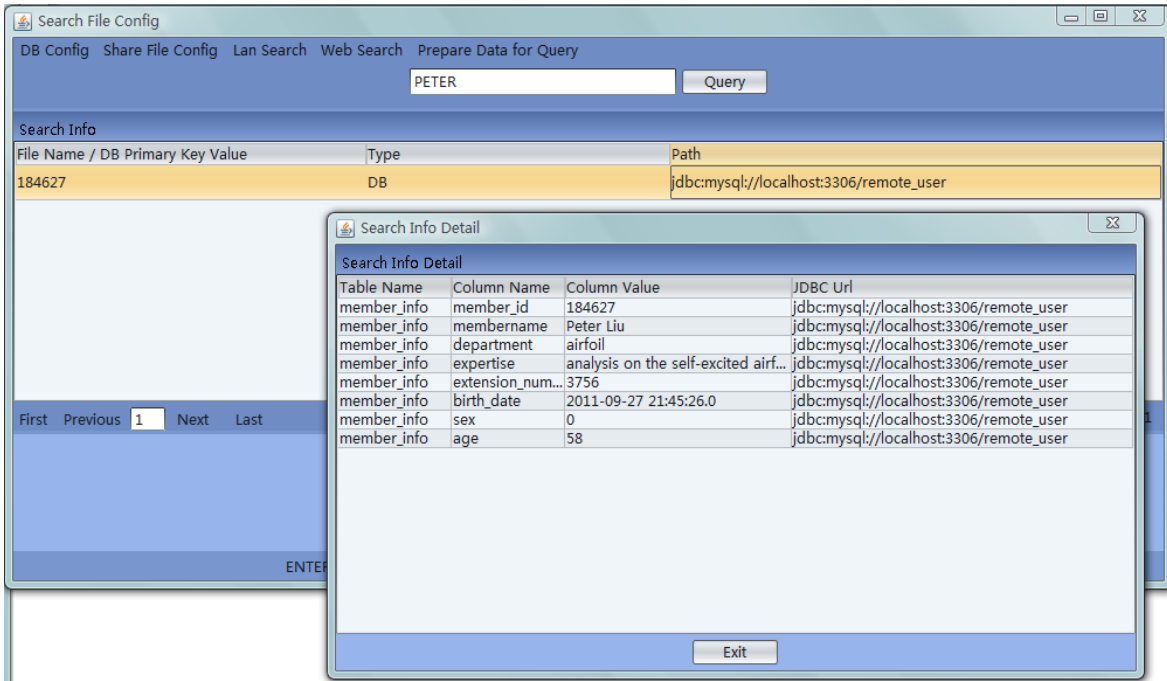 Search File Config
DB Config Share File Config Lan Search Web Search Prepare Data for Query
PETER Query
Search Info
File Name / DB Primary Key Value Type Path
184627 DB jdbc:mysql://localhost:3306/remote_user
Search Info Detail
Search Info Detail
Table Name Column Name Column Value JDBC Url
member_info member_id 184627 jdbc:mysql://localhost:3306/remote_user
member_info membername Peter Liu jdbc:mysql://localhost:3306/remote_user
member_info department airfoil jdbc:mysql://localhost:3306/remote_user
member_info expertise analysis on the self-excited airf... jdbc:mysql://localhost:3306/remote_user
member_info extension_num... 3756 jdbc:mysql://localhost:3306/remote_user
member_info birth_date 2011-09-27 21:45:26.0 jdbc:mysql://localhost:3306/remote_user
member_info sex 0 jdbc:mysql://localhost:3306/remote_user
member_info age 58 jdbc:mysql://localhost:3306/remote_user
First Previous 1 Next Last 1
ENTER
Exit